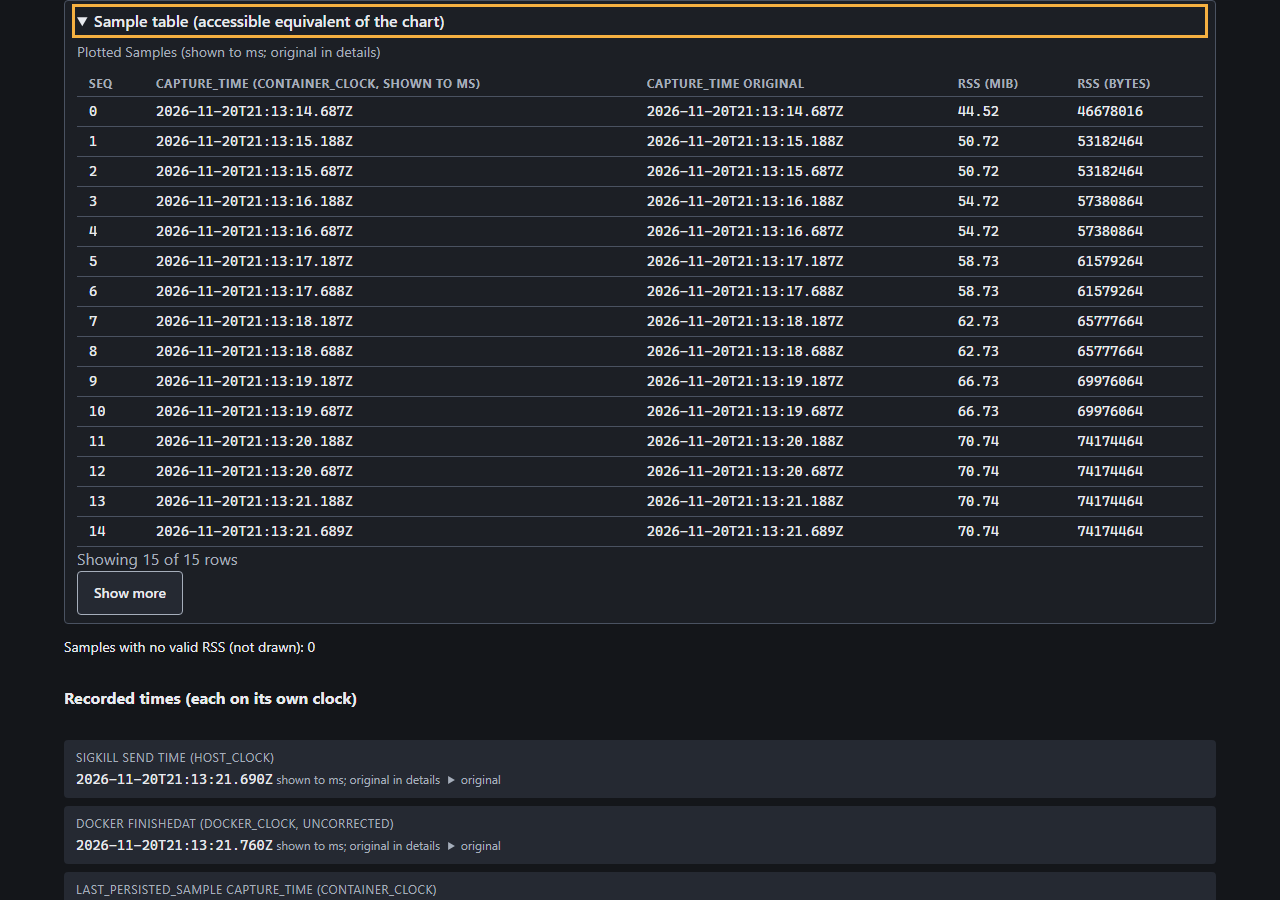 ▼ Sample table (accessible equivalent of the chart)
Plotted Samples (shown to ms; original in details)
SEQ CAPTURE_TIME (CONTAINER_CLOCK, SHOWN TO MS) CAPTURE_TIME ORIGINAL RSS (MIB) RSS (BYTES)
0 2026-11-20T21:13:14.687Z 2026-11-20T21:13:14.687Z 44.52 46678016
1 2026-11-20T21:13:15.188Z 2026-11-20T21:13:15.188Z 50.72 53182464
2 2026-11-20T21:13:15.687Z 2026-11-20T21:13:15.687Z 50.72 53182464
3 2026-11-20T21:13:16.188Z 2026-11-20T21:13:16.188Z 54.72 57380864
4 2026-11-20T21:13:16.687Z 2026-11-20T21:13:16.687Z 54.72 57380864
5 2026-11-20T21:13:17.187Z 2026-11-20T21:13:17.187Z 58.73 61579264
6 2026-11-20T21:13:17.688Z 2026-11-20T21:13:17.688Z 58.73 61579264
7 2026-11-20T21:13:18.187Z 2026-11-20T21:13:18.187Z 62.73 65777664
8 2026-11-20T21:13:18.688Z 2026-11-20T21:13:18.688Z 62.73 65777664
9 2026-11-20T21:13:19.187Z 2026-11-20T21:13:19.187Z 66.73 69976064
10 2026-11-20T21:13:19.687Z 2026-11-20T21:13:19.687Z 66.73 69976064
11 2026-11-20T21:13:20.188Z 2026-11-20T21:13:20.188Z 70.74 74174464
12 2026-11-20T21:13:20.687Z 2026-11-20T21:13:20.687Z 70.74 74174464
13 2026-11-20T21:13:21.188Z 2026-11-20T21:13:21.188Z 70.74 74174464
14 2026-11-20T21:13:21.689Z 2026-11-20T21:13:21.689Z 70.74 74174464
Showing 15 of 15 rows
Show more
Samples with no valid RSS (not drawn): 0
Recorded times (each on its own clock)
SIGKILL SEND TIME (HOST_CLOCK)
2026-11-20T21:13:21.690Z shown to ms; original in details ▶ original
DOCKER FINISHEDAT (DOCKER_CLOCK, UNCORRECTED)
2026-11-20T21:13:21.760Z shown to ms; original in details ▶ original
LAST_PERSISTED_SAMPLE CAPTURE_TIME (CONTAINER_CLOCK)